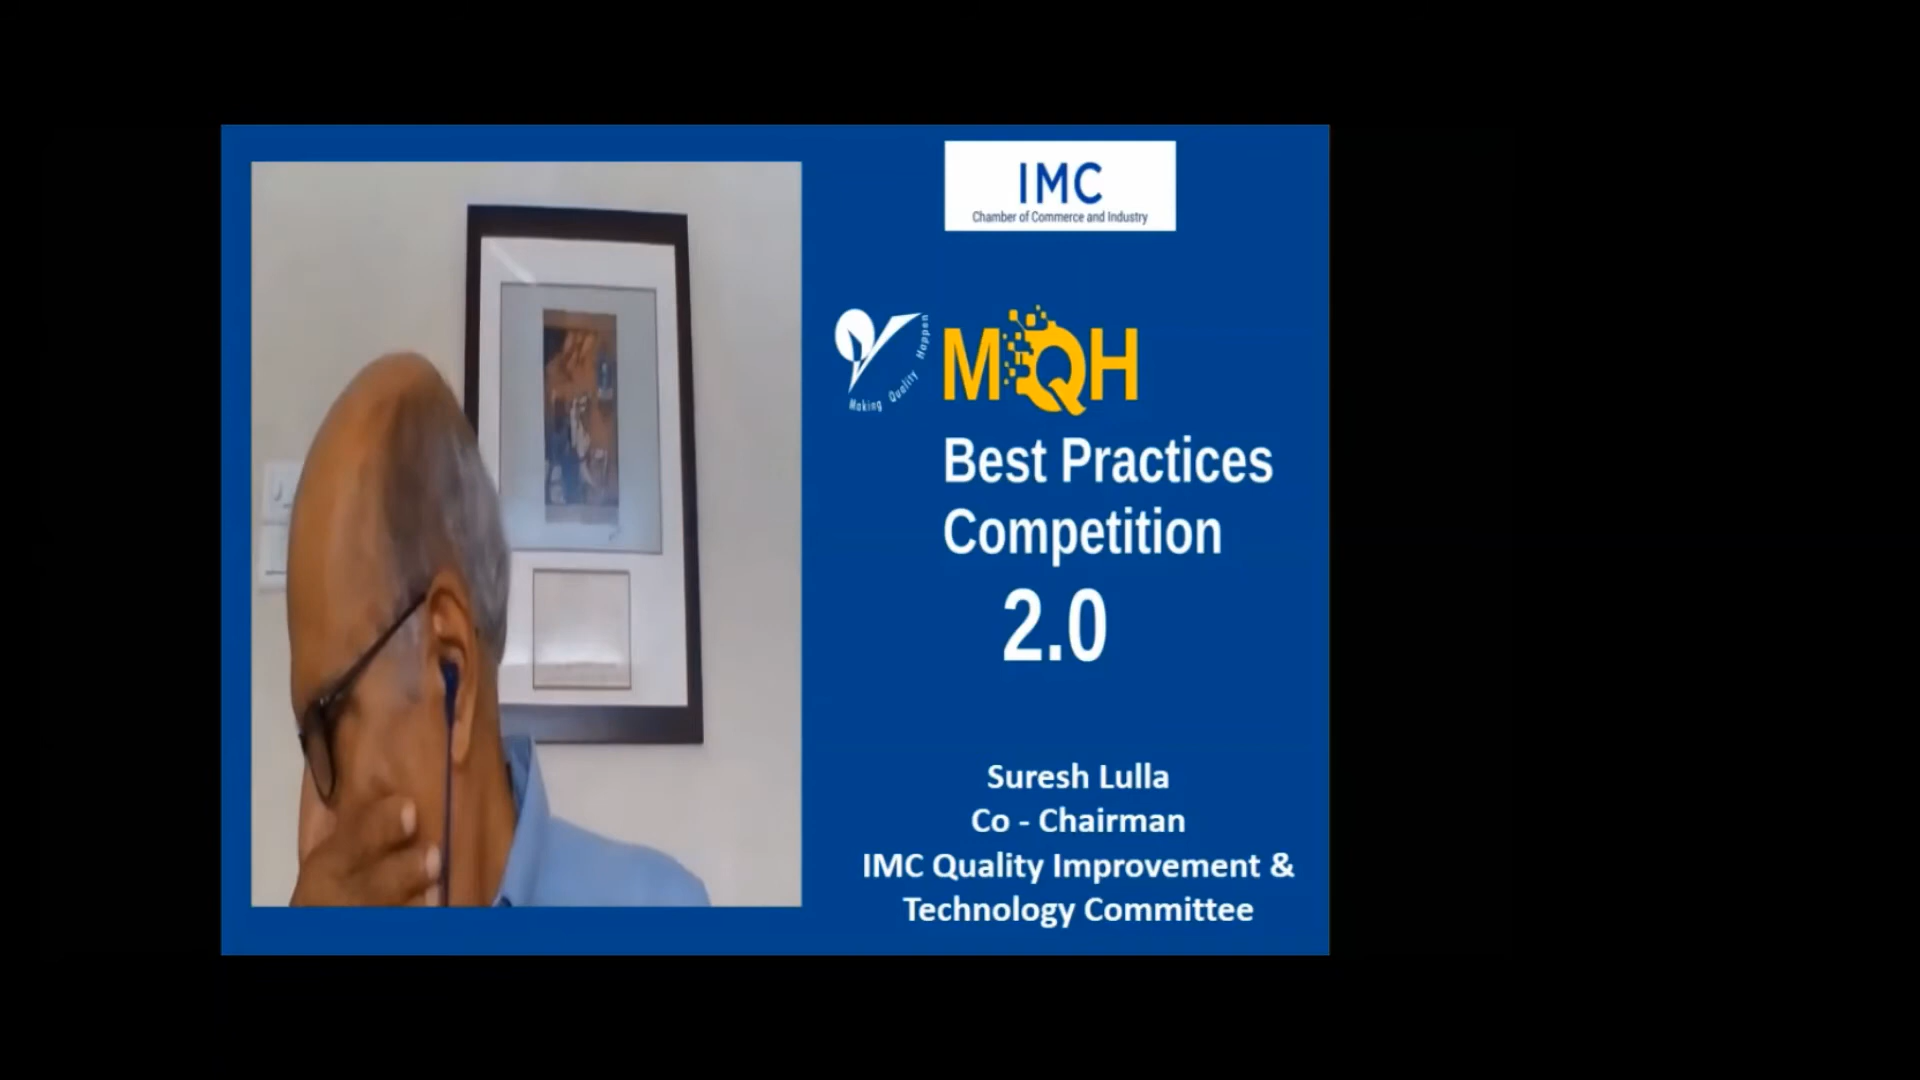 IMC
Chamber of Commerce and Industry
Making Quality Happen
MQH
Best Practices
Competition
2.0
Suresh Lulla
Co - Chairman
IMC Quality Improvement &
Technology Committee